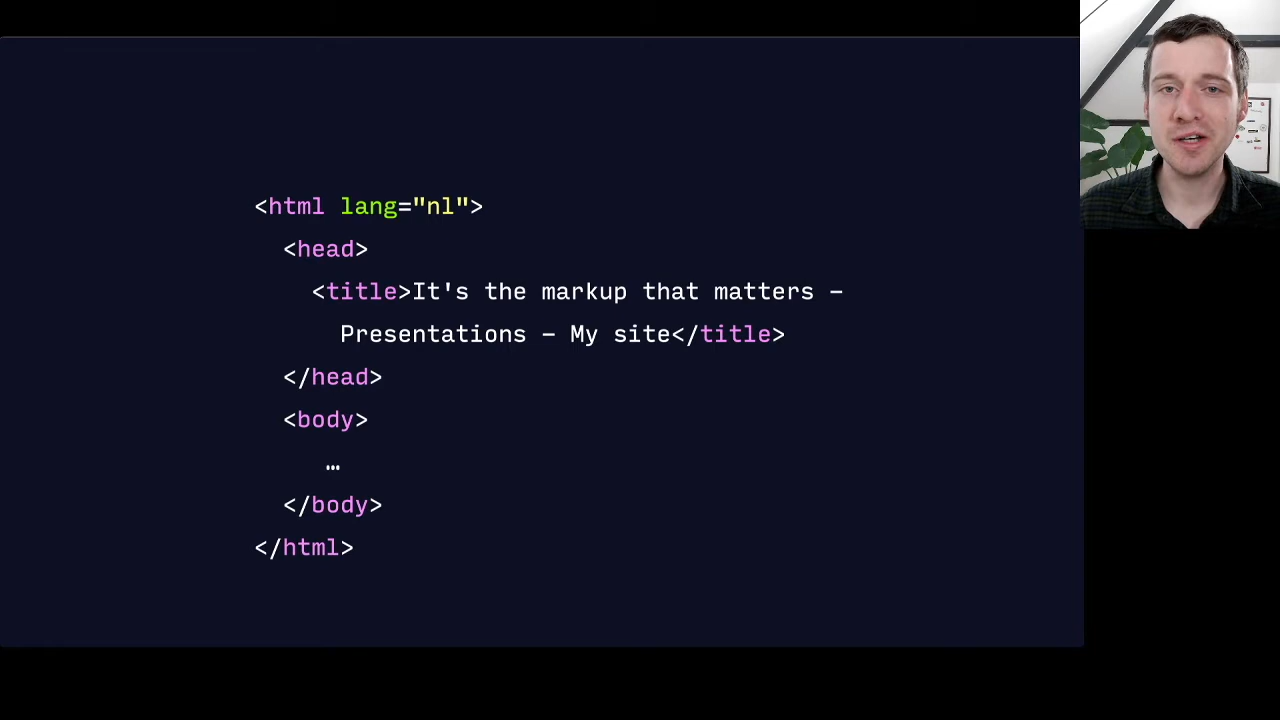 <html lang="nl">
<head>
<title>It's the markup that matters –
Presentations – My site</title>
</head>
<body>
…
</body>
</html>